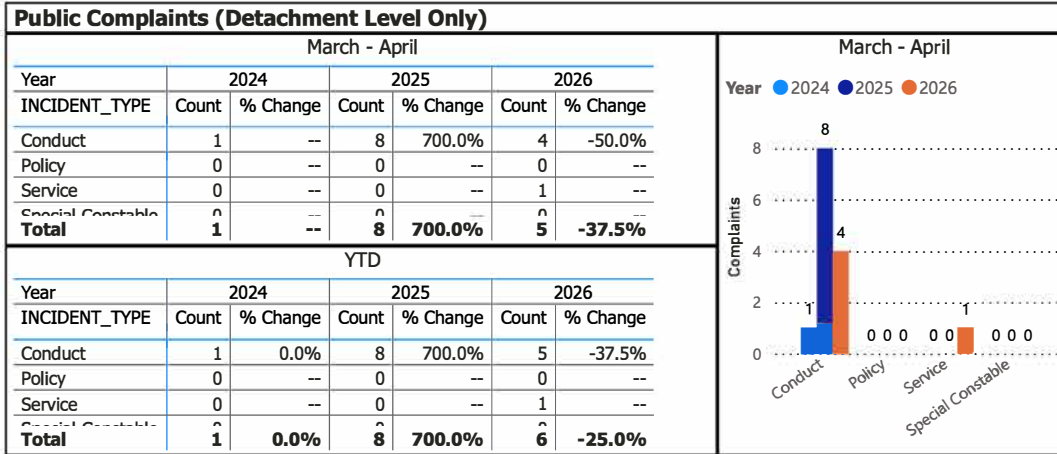 Public Complaints (Detachment Level Only)
March - April
Year 2024 2025 2026
INCIDENT_TYPE Count % Change Count % Change Count % Change
Conduct 1 -- 8 700.0% 4 -50.0%
Policy 0 -- 0 -- 0 --
Service 0 -- 0 -- 1 --
Special Constable 0 -- 0 -- 0 --
Total 1 -- 8 700.0% 5 -37.5%
YTD
Year 2024 2025 2026
INCIDENT_TYPE Count % Change Count % Change Count % Change
Conduct 1 0.0% 8 700.0% 5 -37.5%
Policy 0 -- 0 -- 0 --
Service 0 -- 0 -- 1 --
Total 1 0.0% 8 700.0% 6 -25.0%
March - April
Year 2024 2025 2026
Complaints
8
6
4
2
0
1 8 4
0 0 0
0 0 1
0 0 0
Conduct
Policy
Service
Special Constable